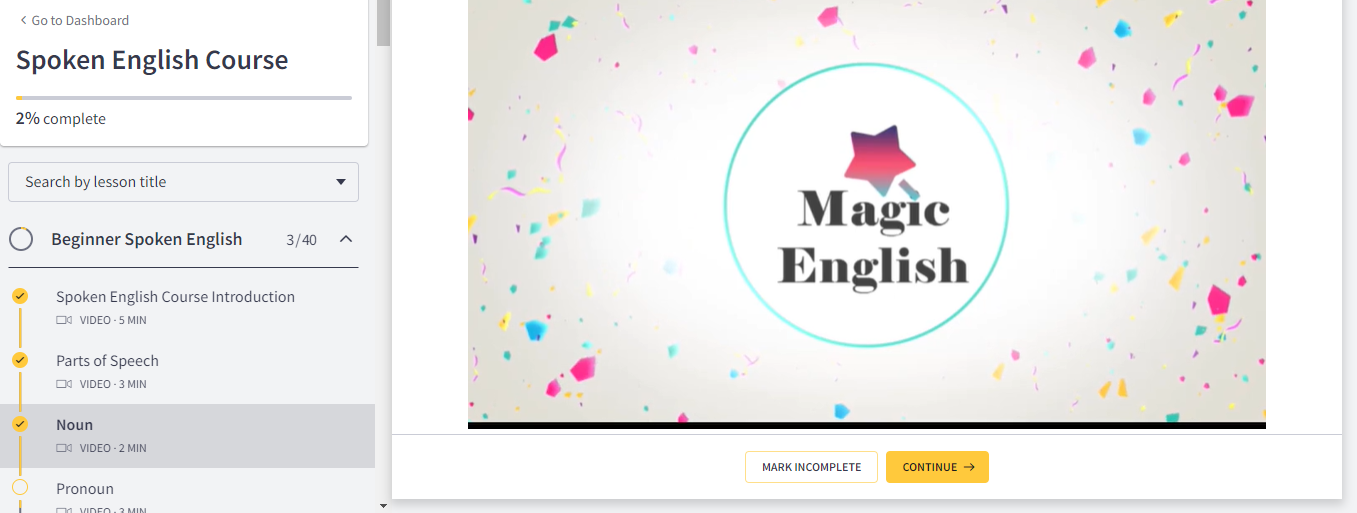 Go to Dashboard
Spoken English Course
2% complete
Search by lesson title
Beginner Spoken English 3/40
Spoken English Course Introduction
VIDEO · 5 MIN
Parts of Speech
VIDEO · 3 MIN
Noun
VIDEO · 2 MIN
Pronoun
VIDEO · 3 MIN
Magic
English
MARK INCOMPLETE
CONTINUE →